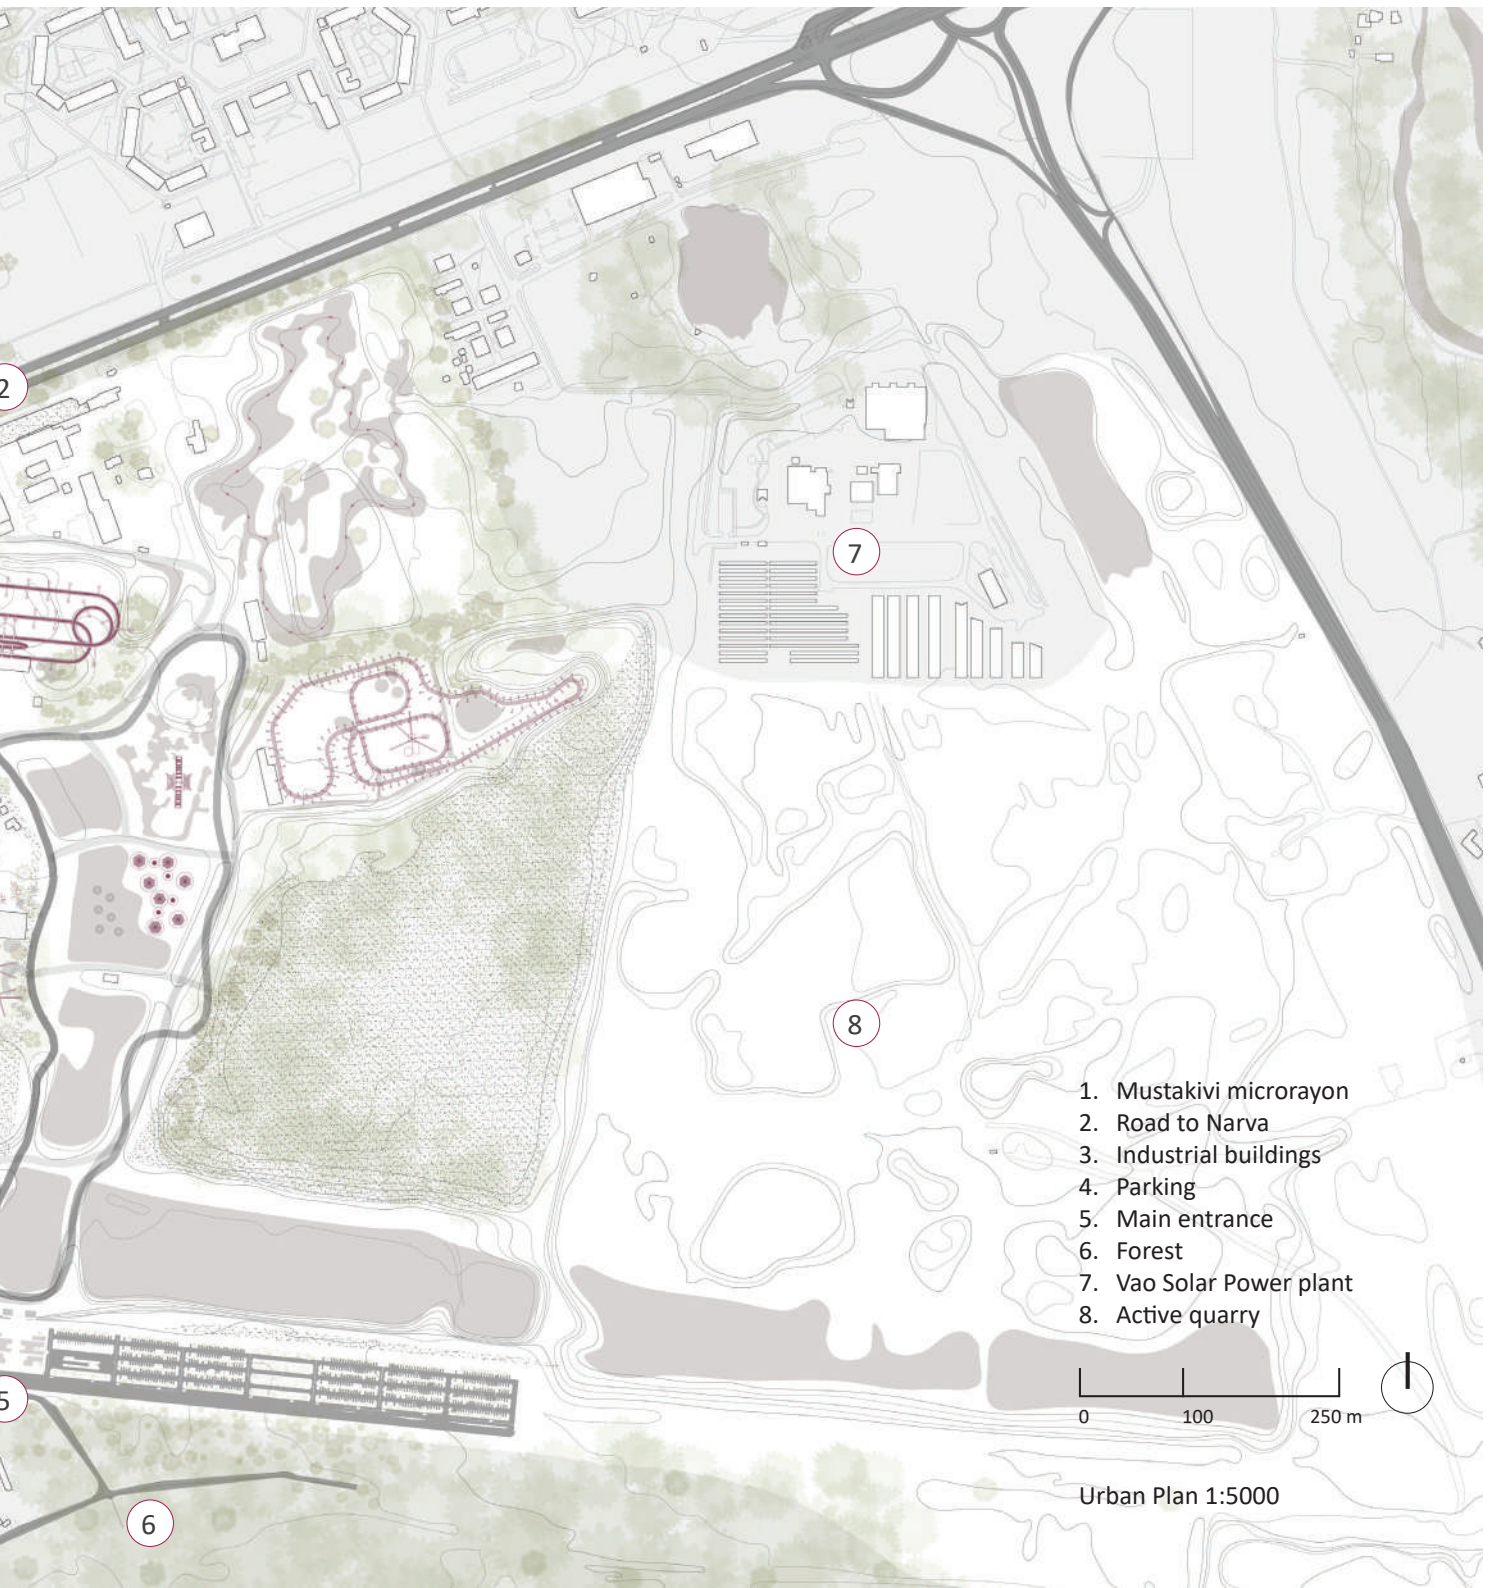 2
7
8
1. Mustakivi microrayon
2. Road to Narva
3. Industrial buildings
4. Parking
5. Main entrance
6. Forest
7. Vao Solar Power plant
8. Active quarry
0 100 250 m
5
Urban Plan 1:5000
6